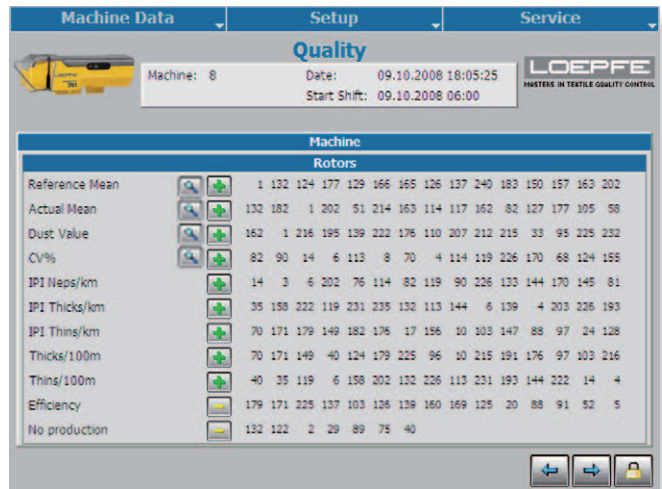 Machine Data Setup Service
Quality
Machine: 8 Date: 09.10.2008 18:05:25
Start Shift: 09.10.2008 06:00
LOEPFE
MASTERS IN TEXTILE QUALITY CONTROL
LOEPFE
Machine
Rotors
Reference Mean 1 132 124 177 129 166 165 126 137 240 183 150 157 163 202
Actual Mean 132 182 1 202 51 214 163 114 117 162 82 127 177 105 58
Dust Value 162 1 216 195 139 222 176 110 207 212 215 33 95 225 232
CV% 82 90 14 6 113 8 70 4 114 119 226 170 68 124 155
IPI Neps/km 14 3 6 202 76 114 82 119 90 226 133 144 170 145 81
IPI Thicks/km 35 158 222 119 231 235 132 113 144 6 139 4 203 226 193
IPI Thins/km 70 171 179 149 182 176 17 156 10 103 147 88 97 24 128
Thicks/100m 70 171 149 40 124 179 225 96 10 215 191 176 97 103 216
Thins/100m 40 35 119 6 158 202 132 226 113 231 193 144 222 14 4
Efficiency 179 171 225 137 103 126 139 160 169 125 20 88 91 52 5
No production 132 122 2 29 89 75 40